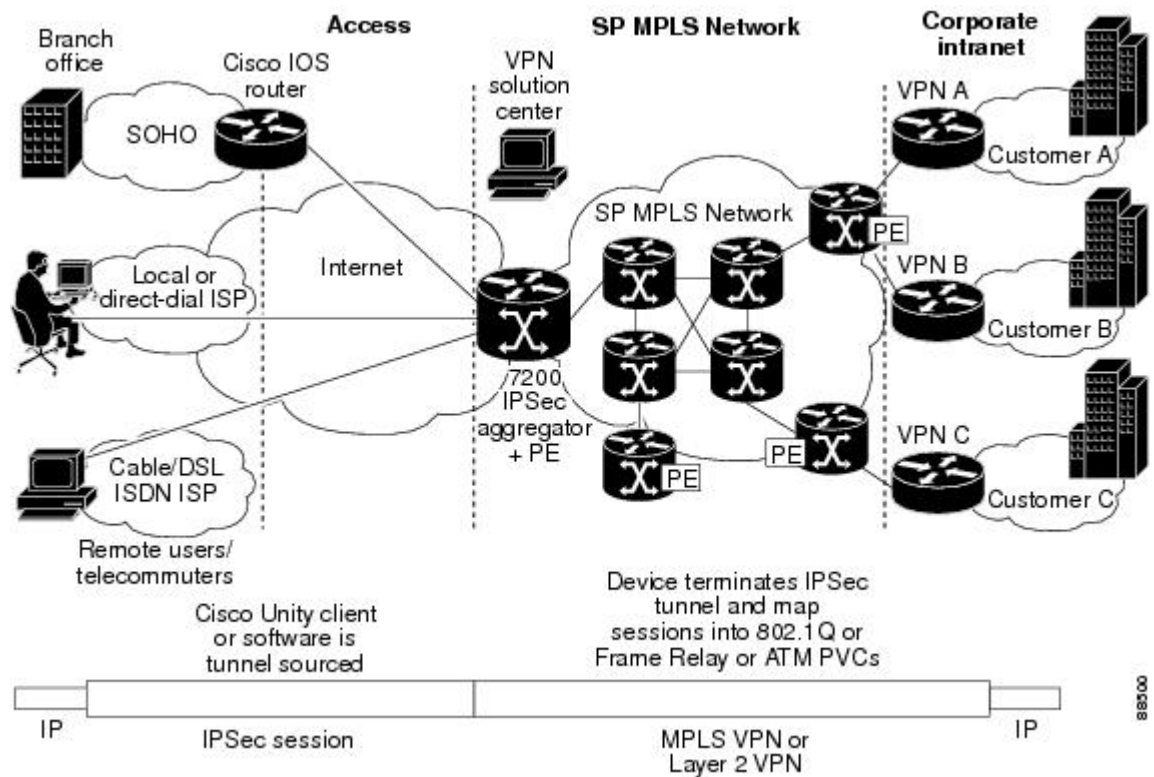 Access
SP MPLS Network
Corporate
intranet
Branch
office
Cisco IOS
router
VPN
solution
center
VPN A
SOHO
Customer A
SP MPLS Network
PE
Internet
Local or
direct-dial ISP
VPN B
Customer B
7200
IPSec
aggregator
+ PE
PE
PE
VPN C
Customer C
Cable/DSL
ISDN ISP
Remote users/
telecommuters
Cisco Unity client
or software is
tunnel sourced
Device terminates IPSec
tunnel and map
sessions into 802.1Q or
Frame Relay or ATM PVCs
IP
IPSec session
MPLS VPN or
Layer 2 VPN
IP
88500